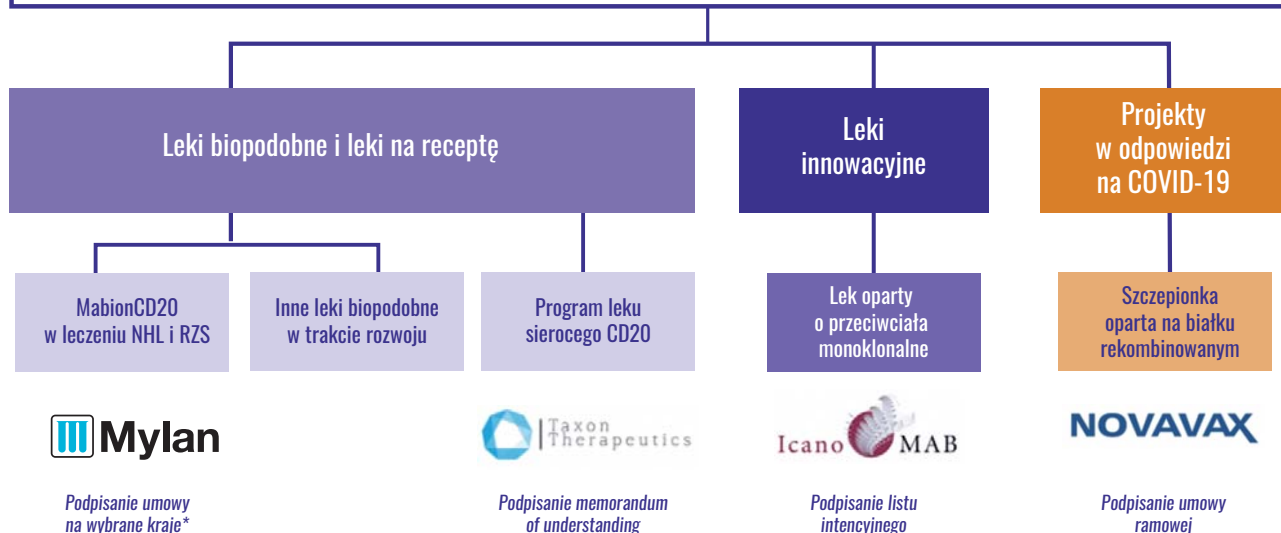 Leki biopodobne i leki na receptę
Leki
innowacyjne
Projekty
w odpowiedzi
na COVID-19
MabionCD20
w leczeniu NHL i RZS
Inne leki biopodobne
w trakcie rozwoju
Program leku
sierocego CD20
Lek oparty
o przeciwciała
monoklonalne
Szczepionka
oparta na białku
rekombinowanym
Mylan
Taxon
Therapeutics
Icano MAB
NOVAVAX
Podpisanie umowy
na wybrane kraje*
Podpisanie memorandum
of understanding
Podpisanie listu
intencyjnego
Podpisanie umowy
ramowej